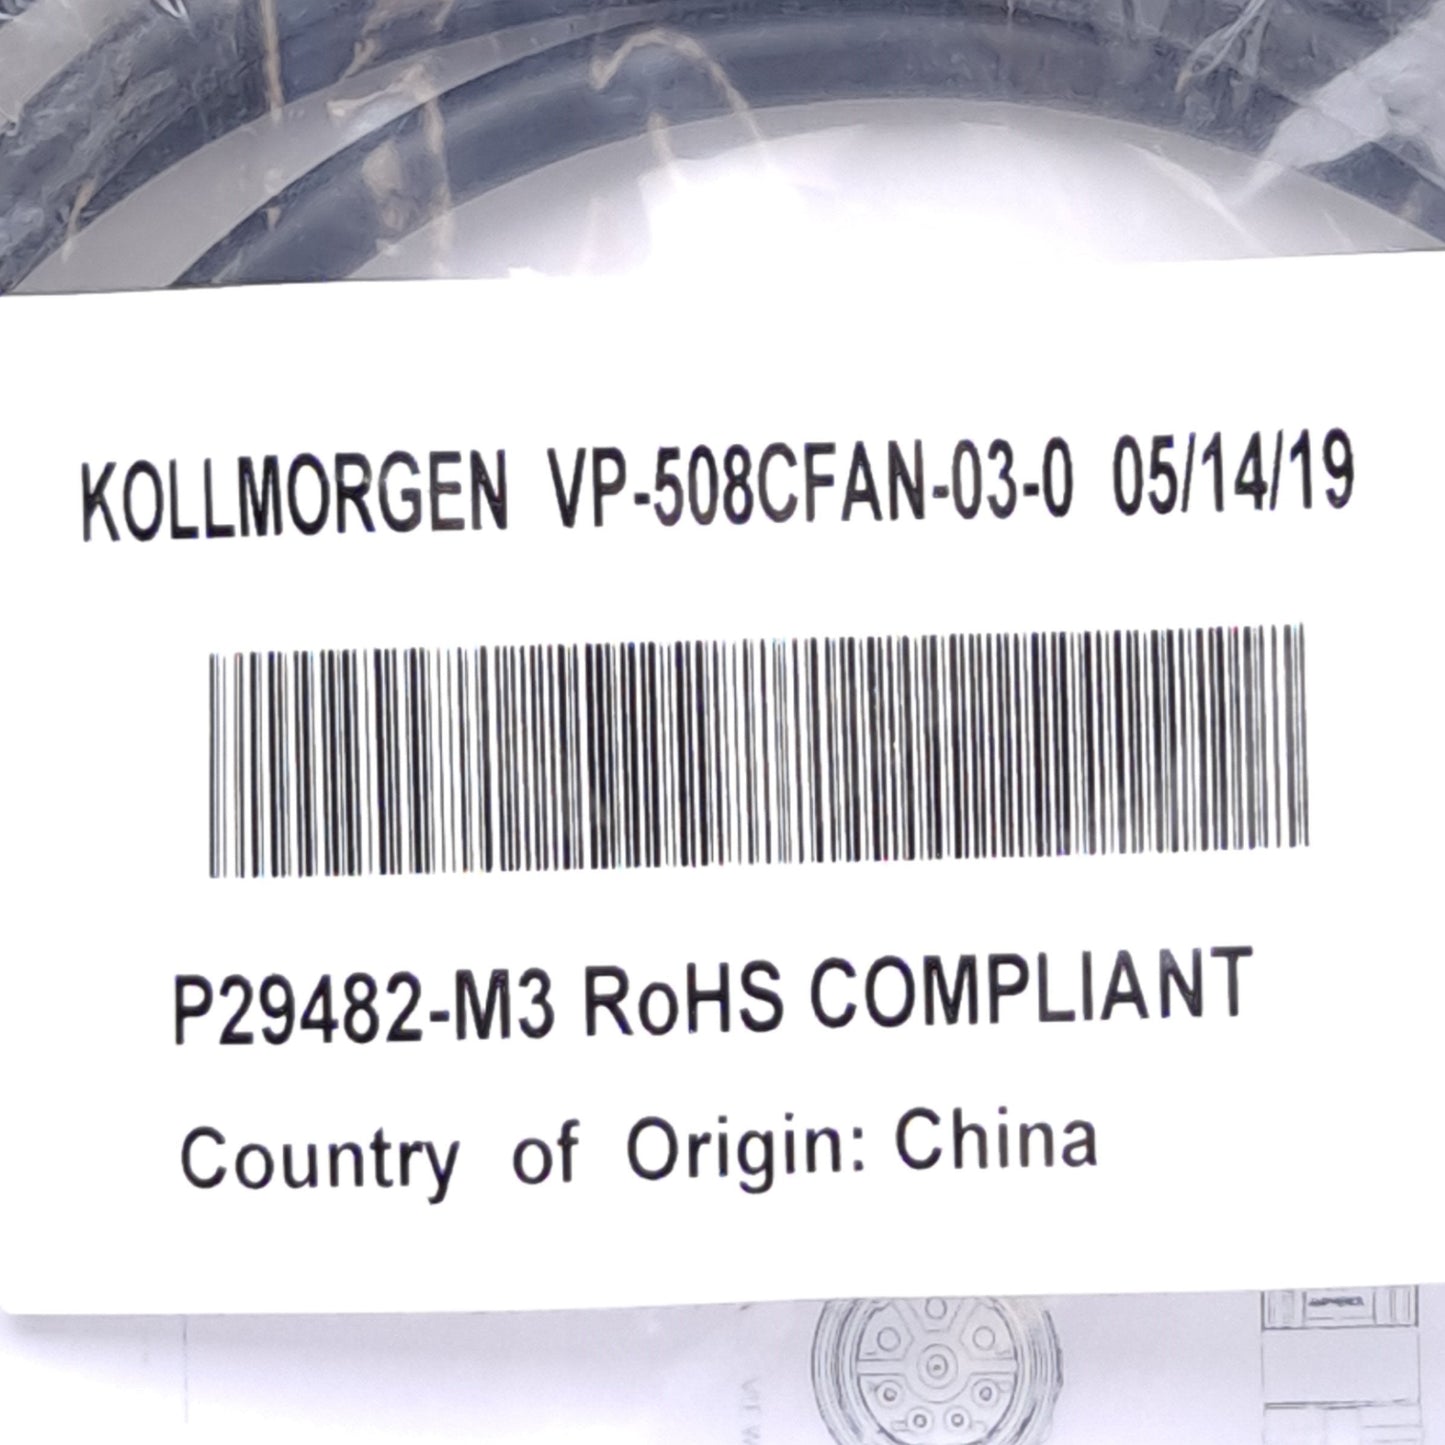 KOLLMORGEN VP-508CFAN-03-0 05/14/19
P29482-M3 RoHS COMPLIANT
Country of Origin: China